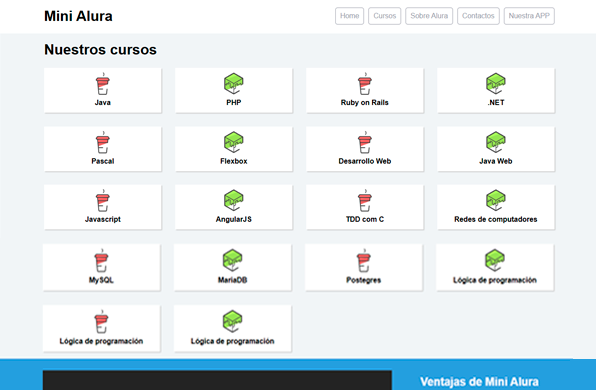 Mini Alura
Home Cursos Sobre Alura Contactos Nuestra APP
Nuestros cursos
Java PHP Ruby on Rails .NET
Pascal Flexbox Desarrollo Web Java Web
Javascript AngularJS TDD com C Redes de computadores
MySQL MariaDB Postegres Lógica de programación
Lógica de programación Lógica de programación
Ventajas de Mini Alura